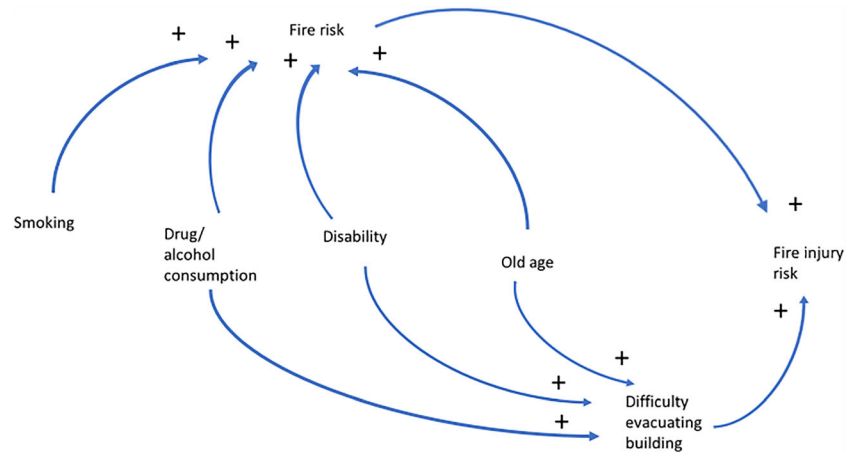 Fire risk
+
+
+
+
Smoking
Drug/
alcohol
consumption
Disability
Old age
+
Fire injury
risk
+
+
+
+
Difficulty
evacuating
building